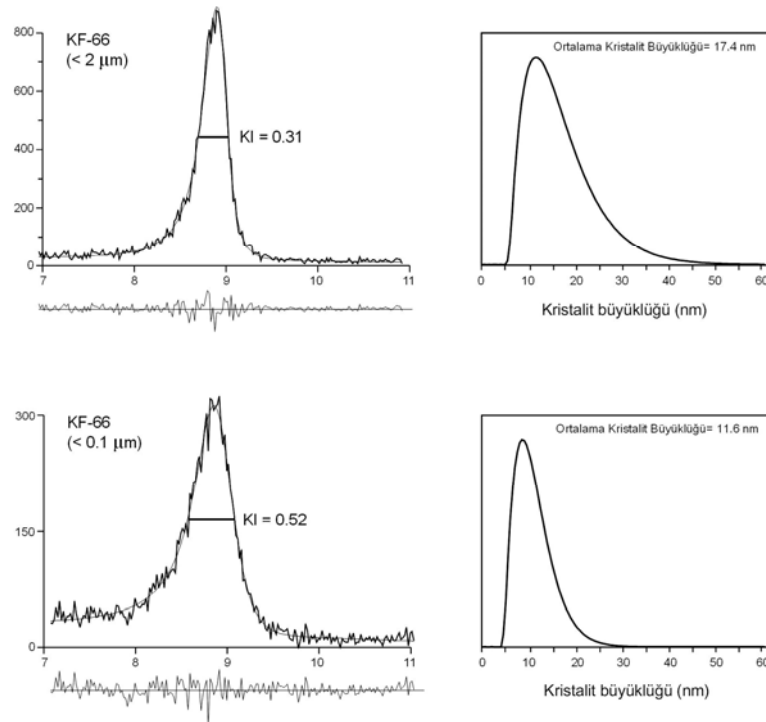 800
600
400
200
0
KF-66
(< 2 µm)
KI = 0.31
7 8 9 10 11
Ortalama Kristalit Büyüklüğü= 17.4 nm
0 10 20 30 40 50 60
Kristalit büyüklüğü (nm)
300
150
0
KF-66
(< 0.1 µm)
KI = 0.52
7 8 9 10 11
Ortalama Kristalit Büyüklüğü= 11.6 nm
0 10 20 30 40 50 60
Kristalit büyüklüğü (nm)